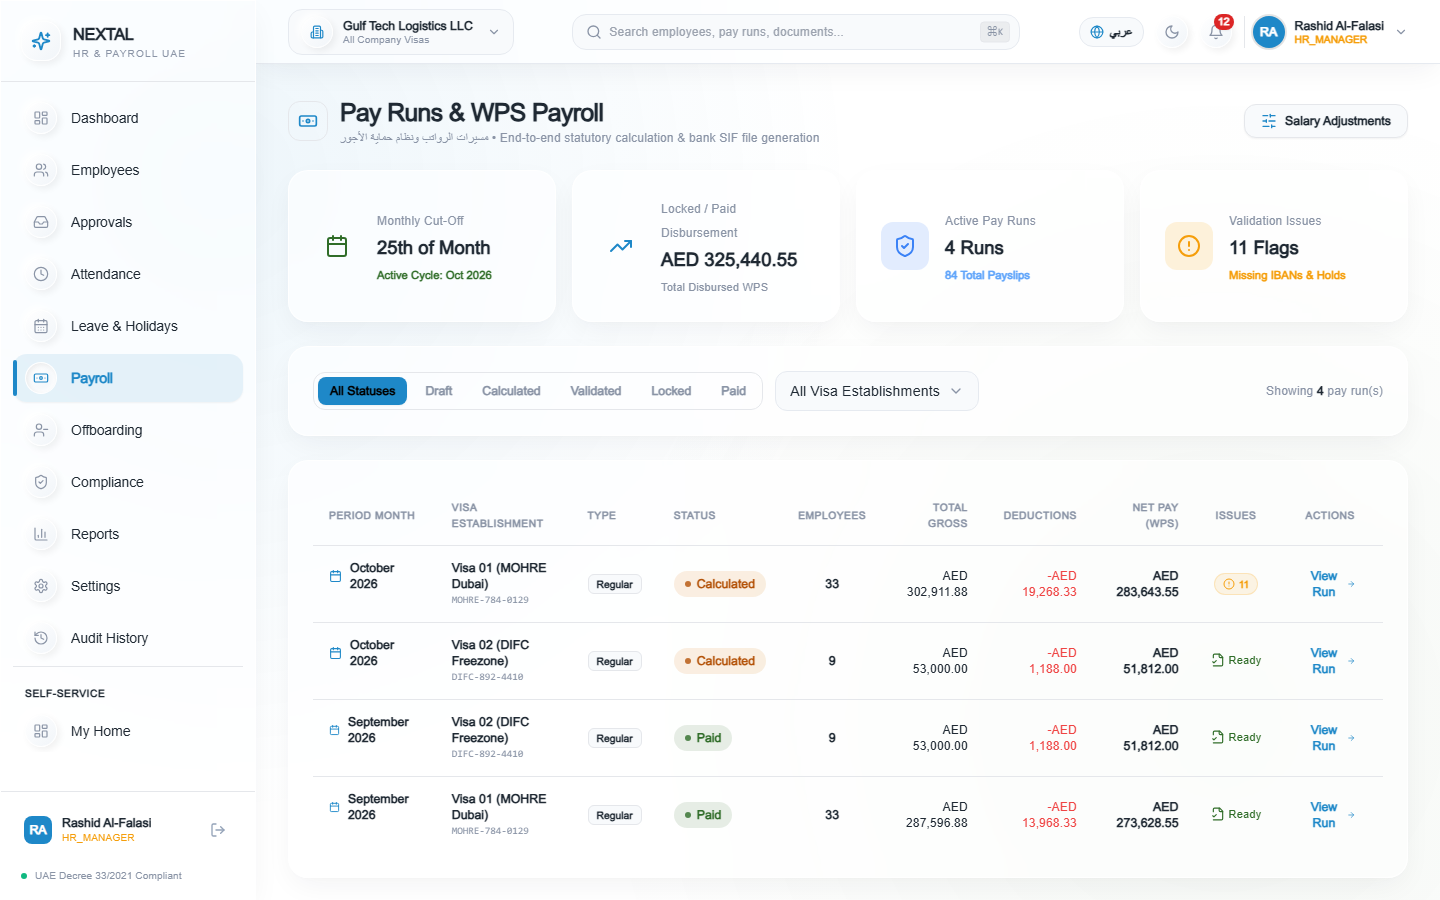 NEXTAL
HR & PAYROLL UAE
Dashboard
Employees
Approvals
Attendance
Leave & Holidays
Payroll
Offboarding
Compliance
Reports
Settings
Audit History
SELF-SERVICE
My Home
RA
Rashid Al-Falasi
HR_MANAGER
UAE Decree 33/2021 Compliant
Gulf Tech Logistics LLC
All Company Visas
Search employees, pay runs, documents...
⌘K
عربي
12
RA
Rashid Al-Falasi
HR_MANAGER
Pay Runs & WPS Payroll
مسيرات الرواتب ونظام حماية الأجور • End-to-end statutory calculation & bank SIF file generation
Salary Adjustments
Monthly Cut-Off
25th of Month
Active Cycle: Oct 2026
Locked / Paid
Disbursement
AED 325,440.55
Total Disbursed WPS
Active Pay Runs
4 Runs
84 Total Payslips
Validation Issues
11 Flags
Missing IBANs & Holds
All Statuses
Draft
Calculated
Validated
Locked
Paid
All Visa Establishments
Showing 4 pay run(s)
PERIOD MONTH
VISA
ESTABLISHMENT
TYPE
STATUS
EMPLOYEES
TOTAL
GROSS
DEDUCTIONS
NET PAY
(WPS)
ISSUES
ACTIONS
October
2026
Visa 01 (MOHRE
Dubai)
MOHRE-784-0129
Regular
Calculated
33
AED
302,911.88
-AED
19,268.33
AED
283,643.55
11
View
Run
October
2026
Visa 02 (DIFC
Freezone)
DIFC-892-4410
Regular
Calculated
9
AED
53,000.00
-AED
1,188.00
AED
51,812.00
Ready
View
Run
September
2026
Visa 02 (DIFC
Freezone)
DIFC-892-4410
Regular
Paid
9
AED
53,000.00
-AED
1,188.00
AED
51,812.00
Ready
View
Run
September
2026
Visa 01 (MOHRE
Dubai)
MOHRE-784-0129
Regular
Paid
33
AED
287,596.88
-AED
13,968.33
AED
273,628.55
Ready
View
Run